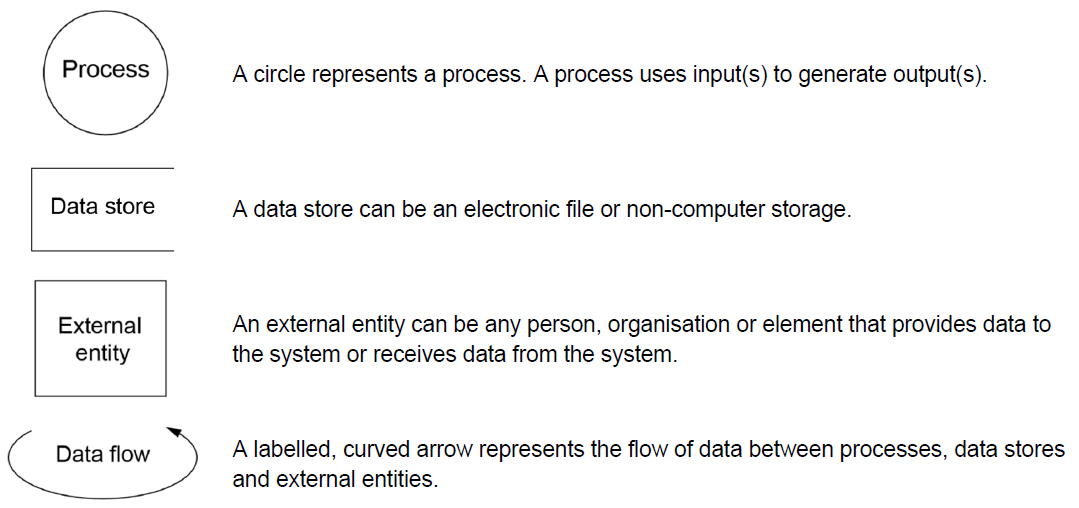 Process
A circle represents a process. A process uses input(s) to generate output(s).
Data store
A data store can be an electronic file or non-computer storage.
External
entity
An external entity can be any person, organisation or element that provides data to
the system or receives data from the system.
Data flow
A labelled, curved arrow represents the flow of data between processes, data stores
and external entities.